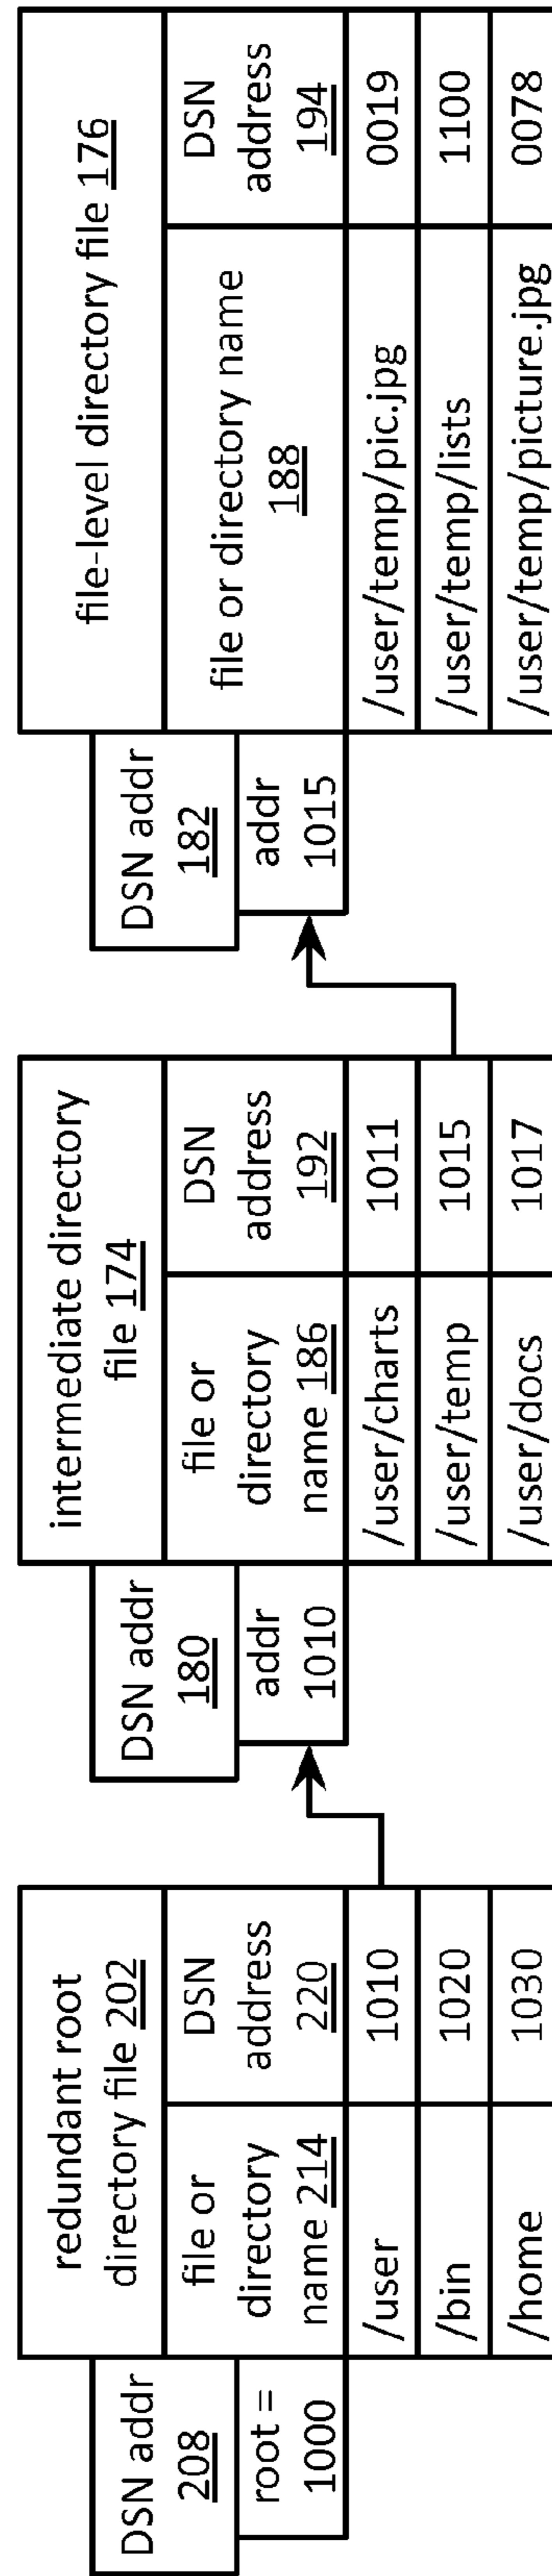 DSN addr
208
root =
1000
redundant root
directory file 202
file or
directory
name 214
DSN
address
220
/user
1010
/bin
1020
/home
1030
DSN addr
180
addr
1010
intermediate directory
file 174
file or
directory
name 186
DSN
address
192
/user/charts
1011
/user/temp
1015
/user/docs
1017
DSN addr
182
addr
1015
file-level directory file 176
file or directory name
188
DSN
address
194
/user/temp/pic.jpg
0019
/user/temp/lists
1100
/user/temp/picture.jpg
0078